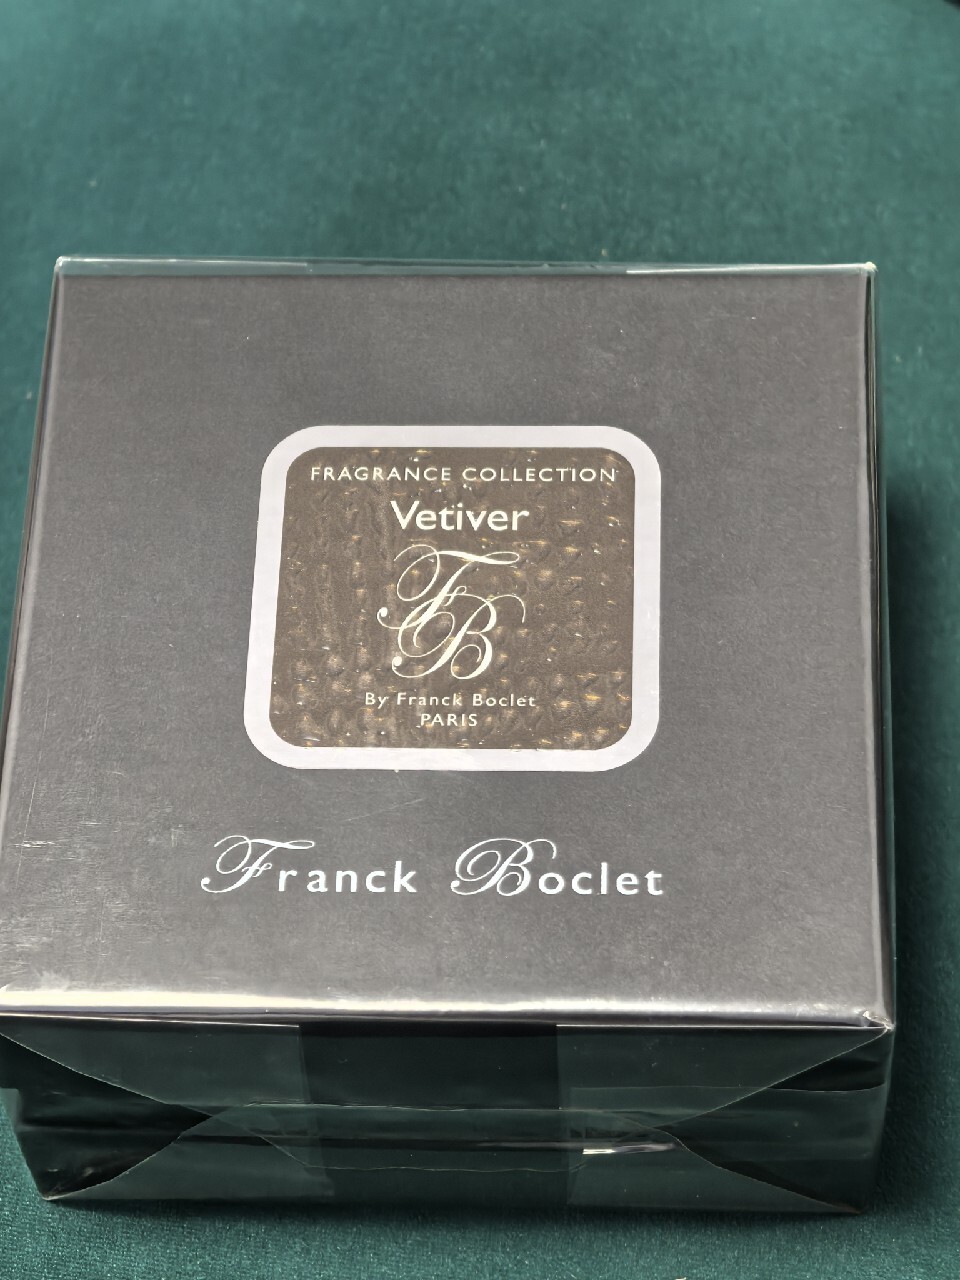 FRAGRANCE COLLECTION
Vetiver
FB
By Franck Boclet
PARIS
Franck Boclet